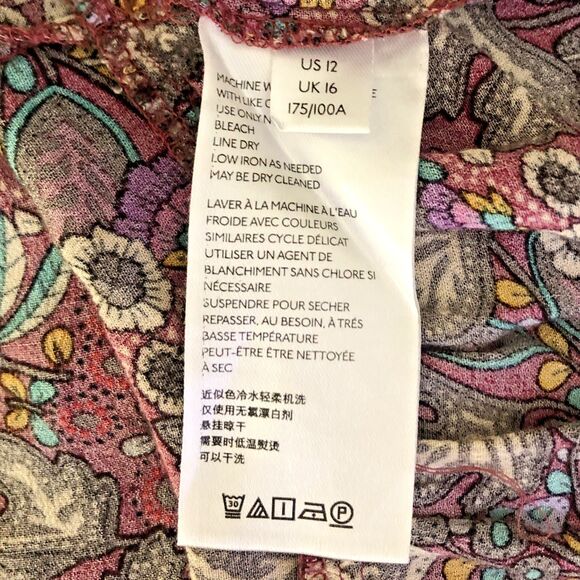 US 12
UK 16
175/100A
MACHINE
WITH LIKE
USE ONLY
BLEACH
LINE DRY
LOW IRON AS NEEDED
MAY BE DRY CLEANED
LAVER À LA MACHINE À L'EAU
FROIDE AVEC COULEURS
SIMILAIRES CYCLE DÉLICAT
UTILISER UN AGENT DE
BLANCHIMENT SANS CHLORE SI
NÉCESSAIRE
SUSPENDRE POUR SECHER
REPASSER, AU BESOIN, À TRÉS
BASSE TEMPÉRATURE
PEUT-ÊTRE ÊTRE NETTOYÉE
À SEC
近似色冷水轻柔机洗
仅使用无氯漂白剂
悬挂晾干
需要时低温熨烫
可以干洗
30 P